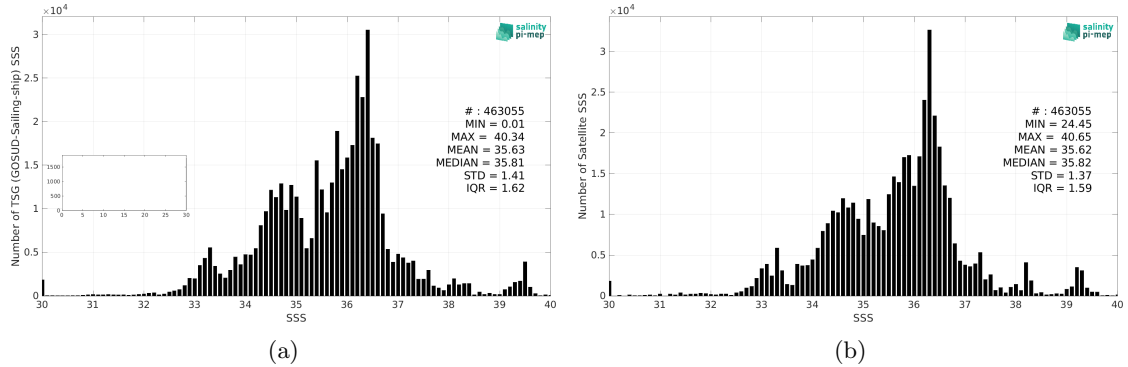 ×10⁴
3
2.5
2
1.5
1
0.5
0
Number of TSG (GOSUD-Sailing-ship) SSS
salinity
pi-mep
# : 463055
MIN = 0.01
MAX = 40.34
MEAN = 35.63
MEDIAN = 35.81
STD = 1.41
IQR = 1.62
1500
1000
500
0
0 5 10 15 20 25 30
30 31 32 33 34 35 36 37 38 39 40
SSS
(a)
×10⁴
3
2.5
2
1.5
1
0.5
0
Number of Satellite SSS
salinity
pi-mep
# : 463055
MIN = 24.45
MAX = 40.65
MEAN = 35.62
MEDIAN = 35.82
STD = 1.37
IQR = 1.59
30 31 32 33 34 35 36 37 38 39 40
SSS
(b)